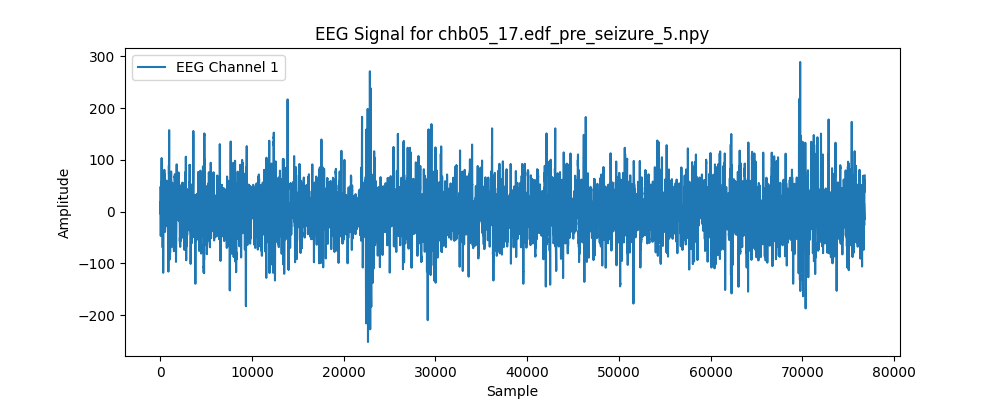 EEG Signal for chb05_17.edf_pre_seizure_5.npy
EEG Channel 1
300
200
100
0
−100
−200
Amplitude
0 10000 20000 30000 40000 50000 60000 70000 80000
Sample